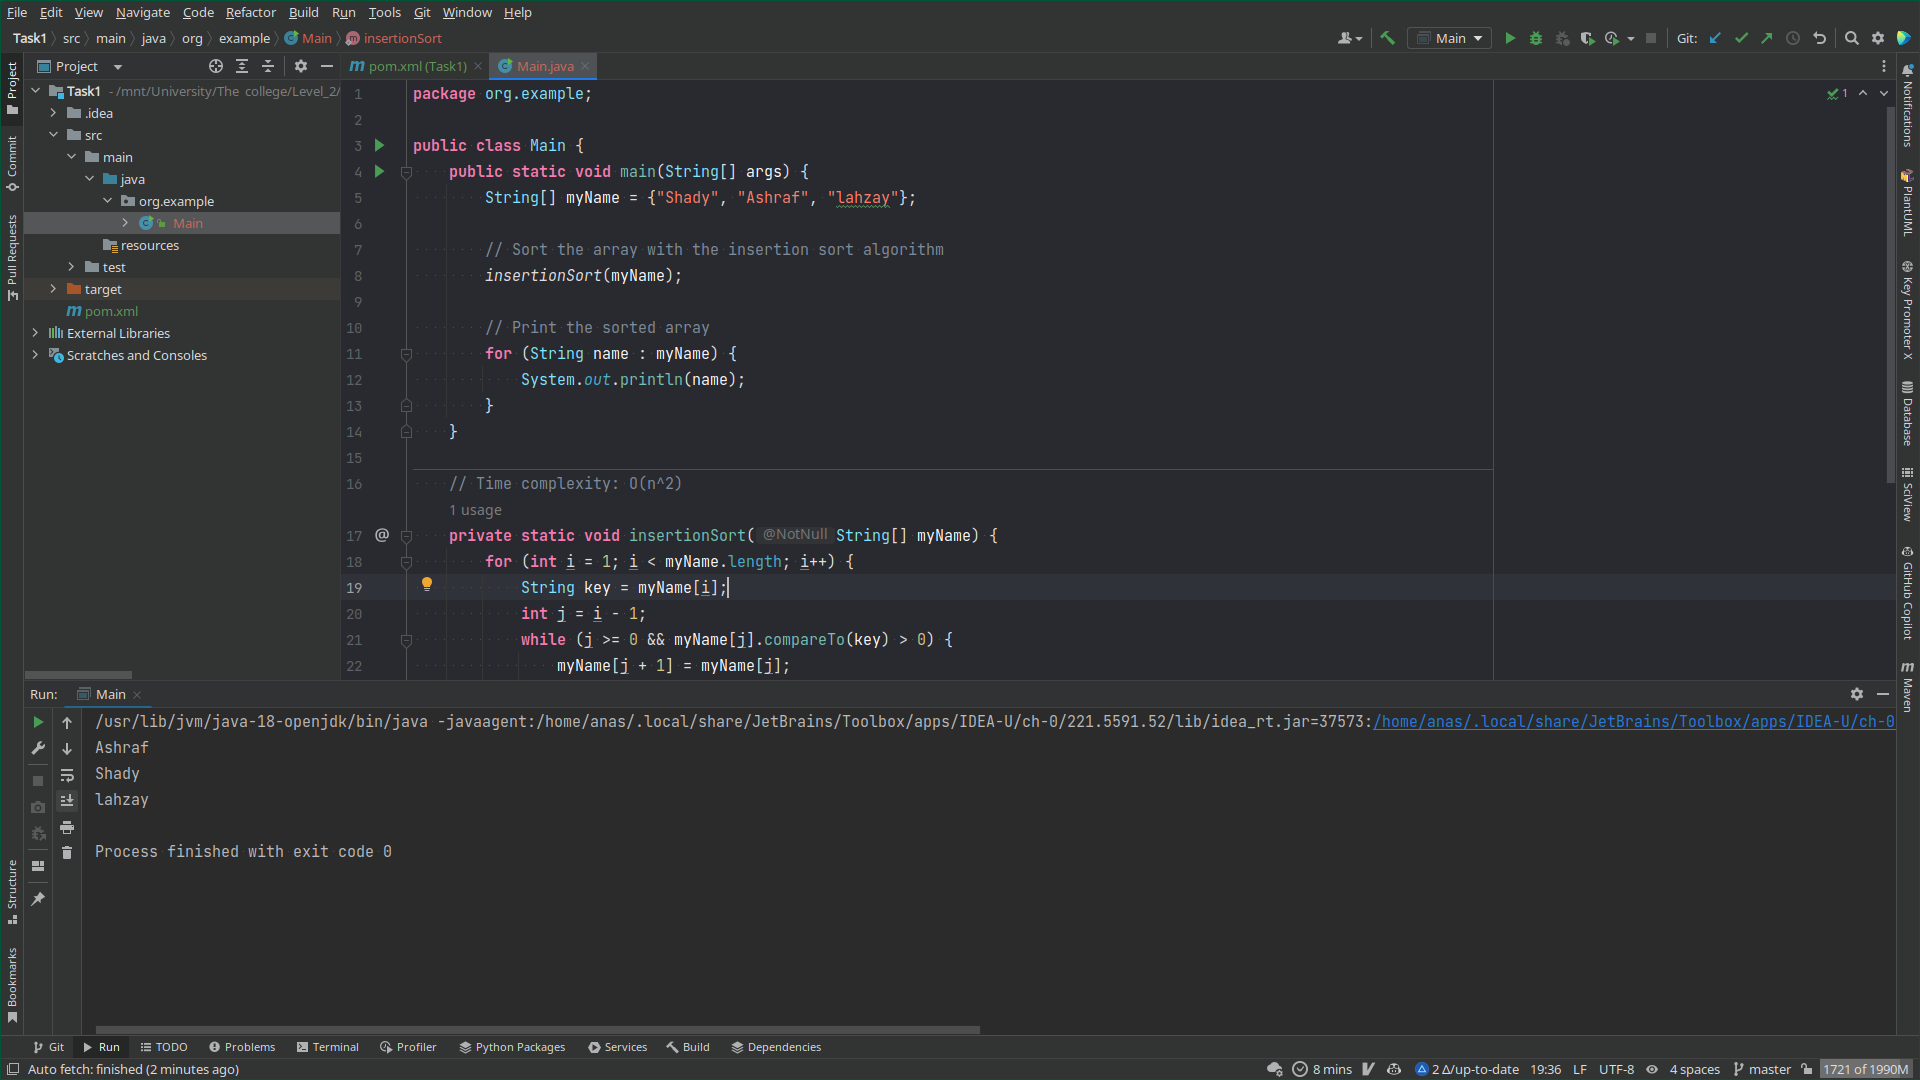 File Edit View Navigate Code Refactor Build Run Tools Git Window Help
Task1 src main java org example Main insertionSort
Main Git:
Project
pom.xml (Task1) Main.java
Task1 ~/mnt/University/The college/Level_2/
.idea
src
main
java
org.example
Main
resources
test
target
pom.xml
External Libraries
Scratches and Consoles
Project
Commit
Pull Requests
Structure
Bookmarks
1 package org.example;
2
3 public class Main {
4 public static void main(String[] args) {
5 String[] myName = {"Shady", "Ashraf", "lahzay"};
6
7 // Sort the array with the insertion sort algorithm
8 insertionSort(myName);
9
10 // Print the sorted array
11 for (String name : myName) {
12 System.out.println(name);
13 }
14 }
15
16 // Time complexity: O(n^2)
1 usage
17 @ private static void insertionSort( @NotNull String[] myName) {
18 for (int i = 1; i < myName.length; i++) {
19 String key = myName[i];
20 int j = i - 1;
21 while (j >= 0 && myName[j].compareTo(key) > 0) {
22 myName[j + 1] = myName[j];
1
Notifications
PlantUML
Key Promoter X
Database
SciView
GitHub Copilot
Maven
Run: Main
/usr/lib/jvm/java-18-openjdk/bin/java -javaagent:/home/anas/.local/share/JetBrains/Toolbox/apps/IDEA-U/ch-0/221.5591.52/lib/idea_rt.jar=37573:/home/anas/.local/share/JetBrains/Toolbox/apps/IDEA-U/ch-0
Ashraf
Shady
lahzay
Process finished with exit code 0
Git Run TODO Problems Terminal Profiler Python Packages Services Build Dependencies
Auto fetch: finished (2 minutes ago) 8 mins 2 ∆/up-to-date 19:36 LF UTF-8 4 spaces master 1721 of 1990M